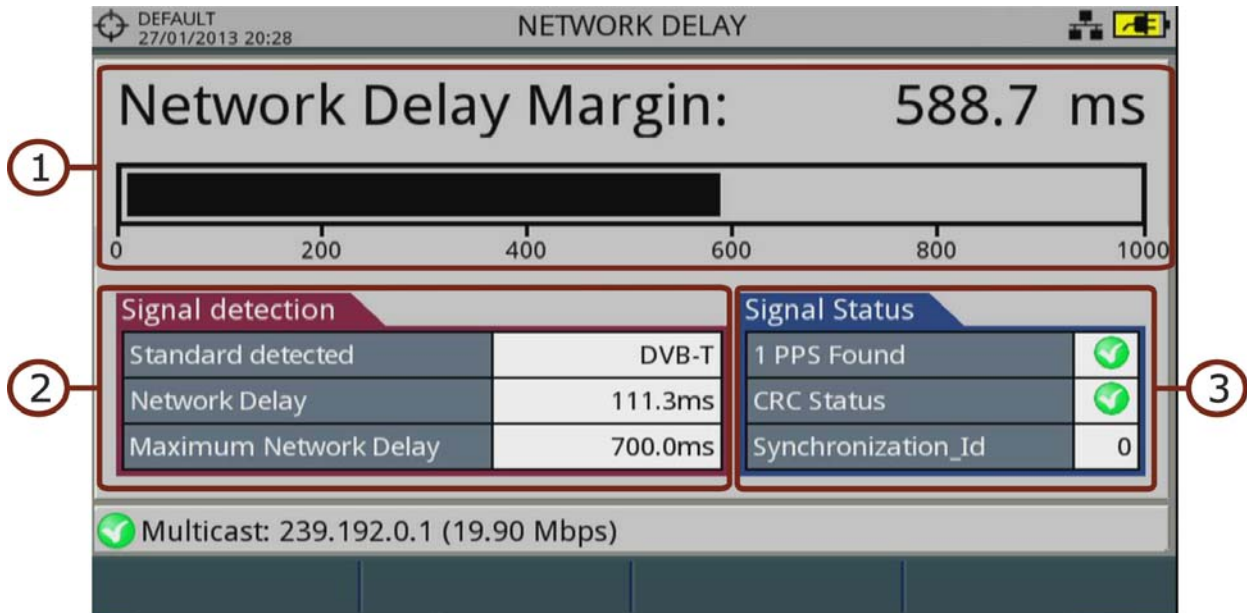 DEFAULT
27/01/2013 20:28
NETWORK DELAY
Network Delay Margin: 588.7 ms
0 200 400 600 800 1000
1
Signal detection
Standard detected DVB-T
Network Delay 111.3ms
Maximum Network Delay 700.0ms
2
Signal Status
1 PPS Found
CRC Status
Synchronization_Id 0
3
Multicast: 239.192.0.1 (19.90 Mbps)